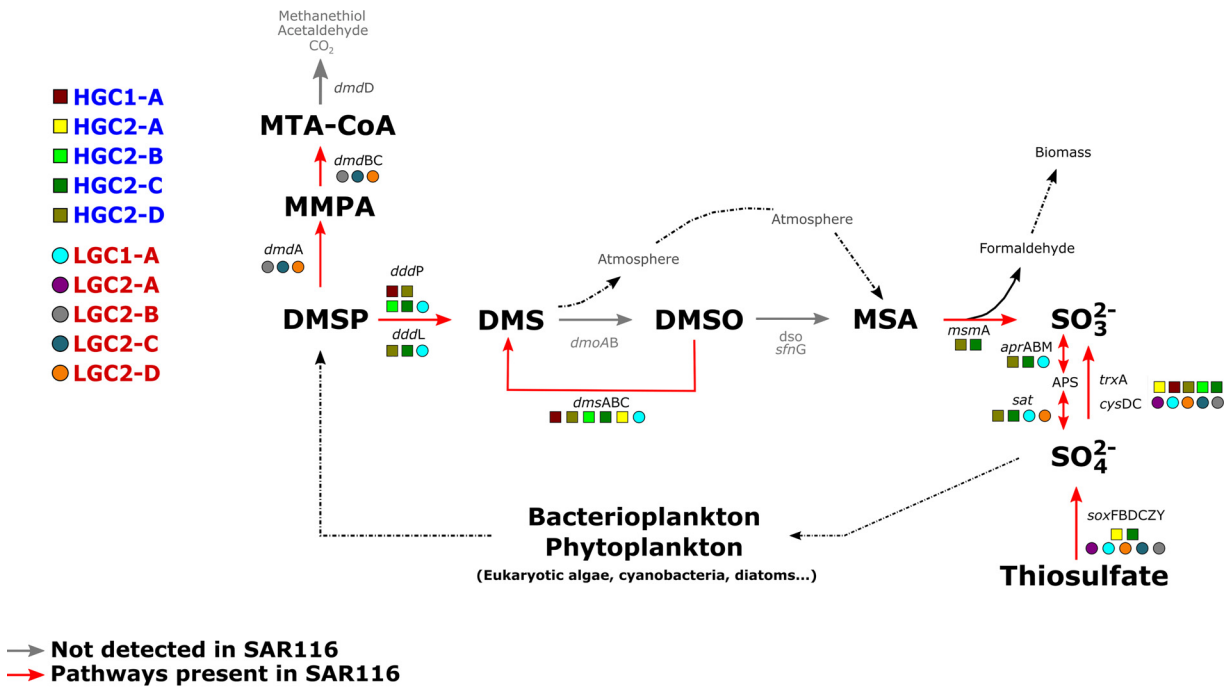 Methanethiol
Acetaldehyde
CO2
dmdD
MTA-CoA
dmdBC
MMPA
dmdA
HGC1-A
HGC2-A
HGC2-B
HGC2-C
HGC2-D
LGC1-A
LGC2-A
LGC2-B
LGC2-C
LGC2-D
DMSP
dddP
dddL
DMS
Atmosphere
dmoAB
DMSO
dso
sfnG
Atmosphere
MSA
msmA
Biomass
Formaldehyde
SO3 2-
aprABM
APS
sat
trxA
cysDC
SO4 2-
dmsABC
soxFBDCZY
Thiosulfate
Bacterioplankton
Phytoplankton
(Eukaryotic algae, cyanobacteria, diatoms...)
Not detected in SAR116
Pathways present in SAR116